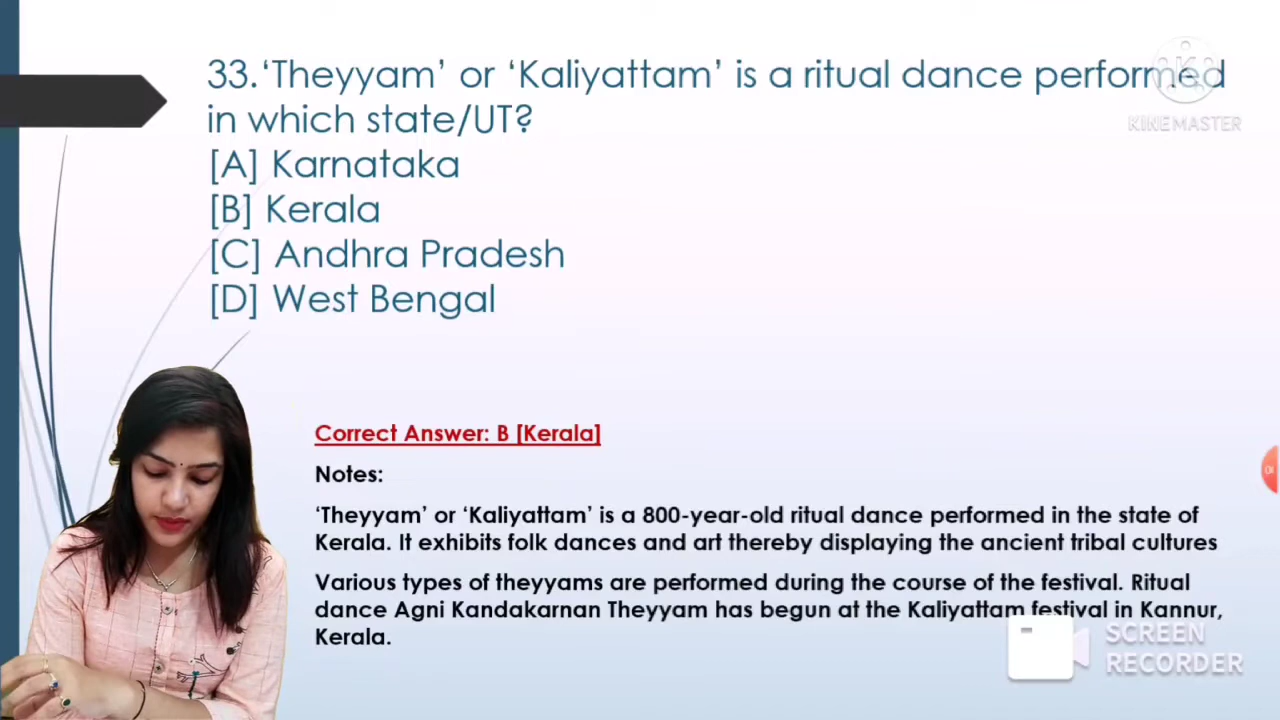 33. ‘Theyyam’ or ‘Kaliyattam’ is a ritual dance performed
in which state/UT?
[A] Karnataka
[B] Kerala
[C] Andhra Pradesh
[D] West Bengal
KINEMASTER
Correct Answer: B [Kerala]
Notes:
‘Theyyam’ or ‘Kaliyattam’ is a 800-year-old ritual dance performed in the state of
Kerala. It exhibits folk dances and art thereby displaying the ancient tribal cultures
Various types of theyyams are performed during the course of the festival. Ritual
dance Agni Kandakarnan Theyyam has begun at the Kaliyattam festival in Kannur,
Kerala.
SCREEN
RECORDER